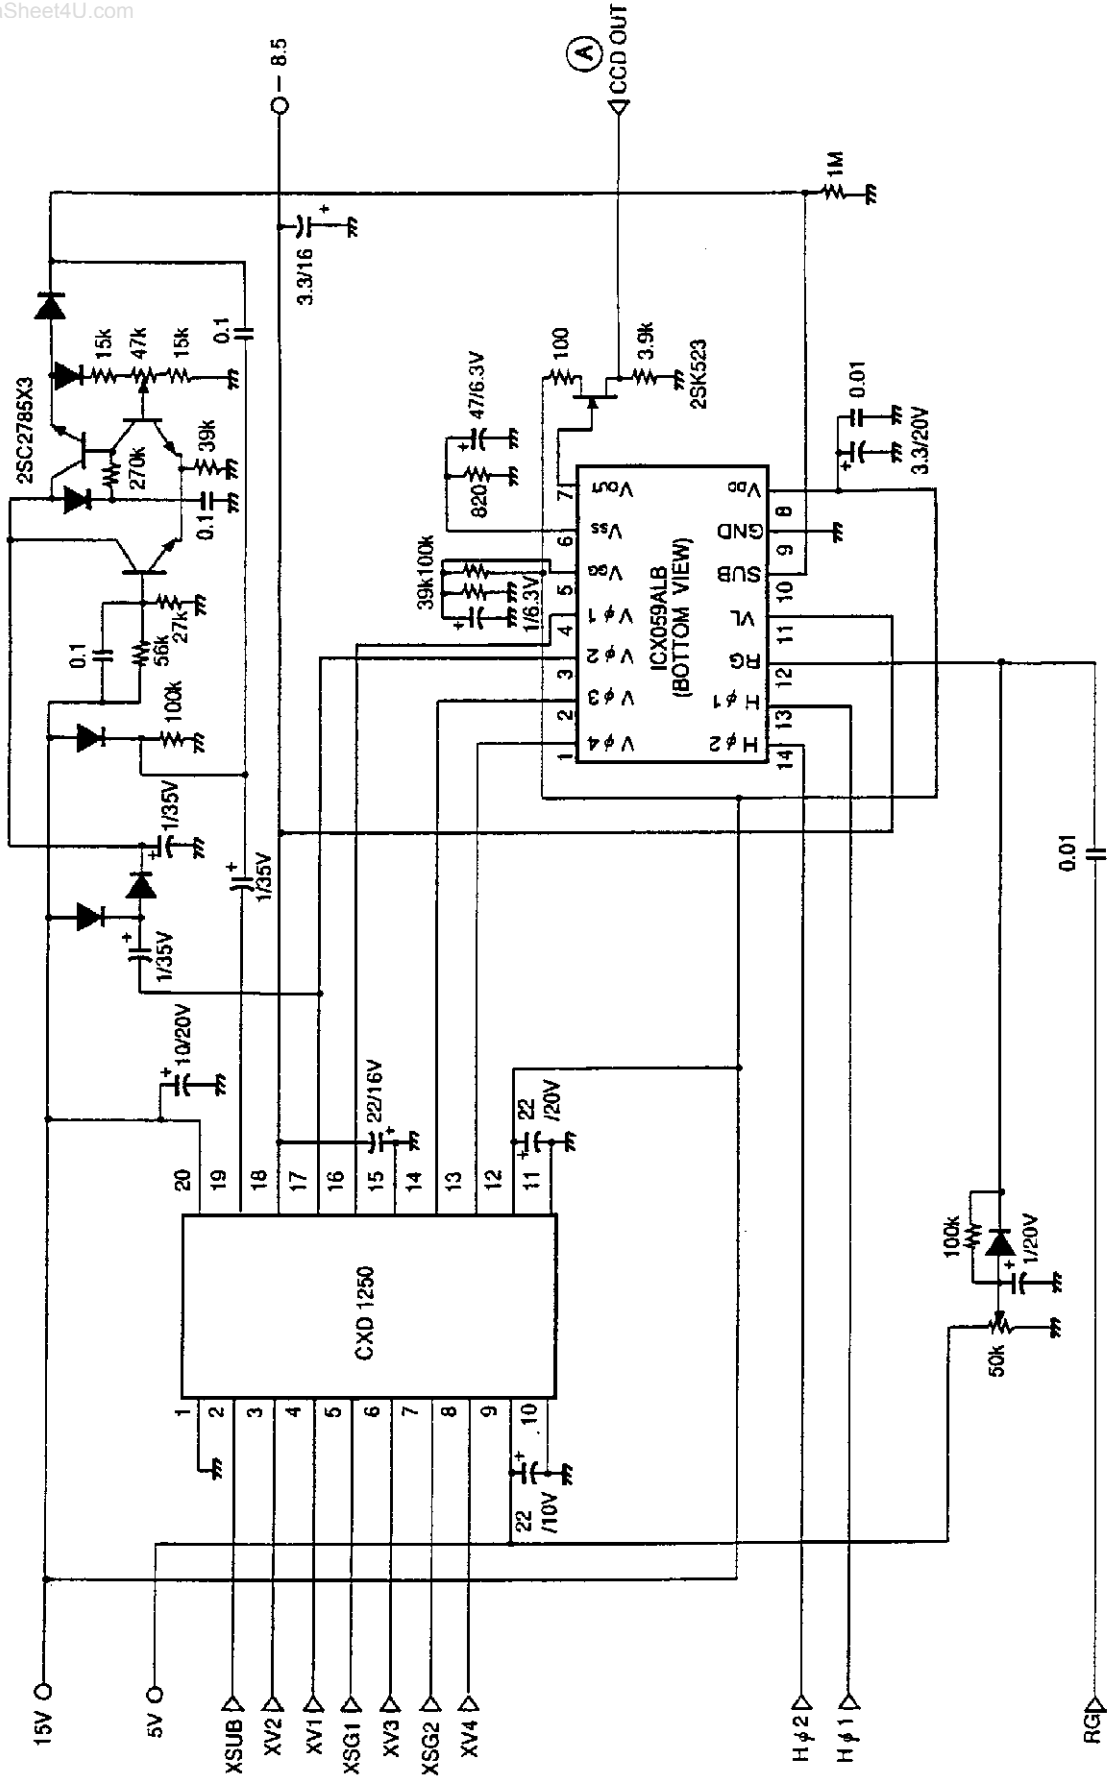 nSheet4U.com
15V
5V
XSUB
XV2
XV1
XSG1
XV3
XSG2
XV4
Hφ2
Hφ1
RG
22
/10V
1
2
3
4
5
6
7
8
9
10
CXD 1250
20
19
18
17
16
15
14
13
12
11
10/20V
22/16V
22
/20V
50k
100k
1/20V
0.01
1/35V
1/35V
1/35V
100k
0.1
56k
27k
2SC2785X3
270k
0.1
39k
15k
47k
15k
0.1
3.3/16
- 8.5
39k100k
1/6.3V
820
47/6.3V
100
3.9k
2SK523
A
CCD OUT
1M
0.01
3.3/20V
ICX059ALB
(BOTTOM VIEW)
1
2
3
4
5
6
7
Vφ4
Vφ3
Vφ2
Vφ1
VGG
VSS
VOUT
Hφ2
Hφ1
RG
VL
SUB
GND
VDD
14
13
12
11
10
9
8